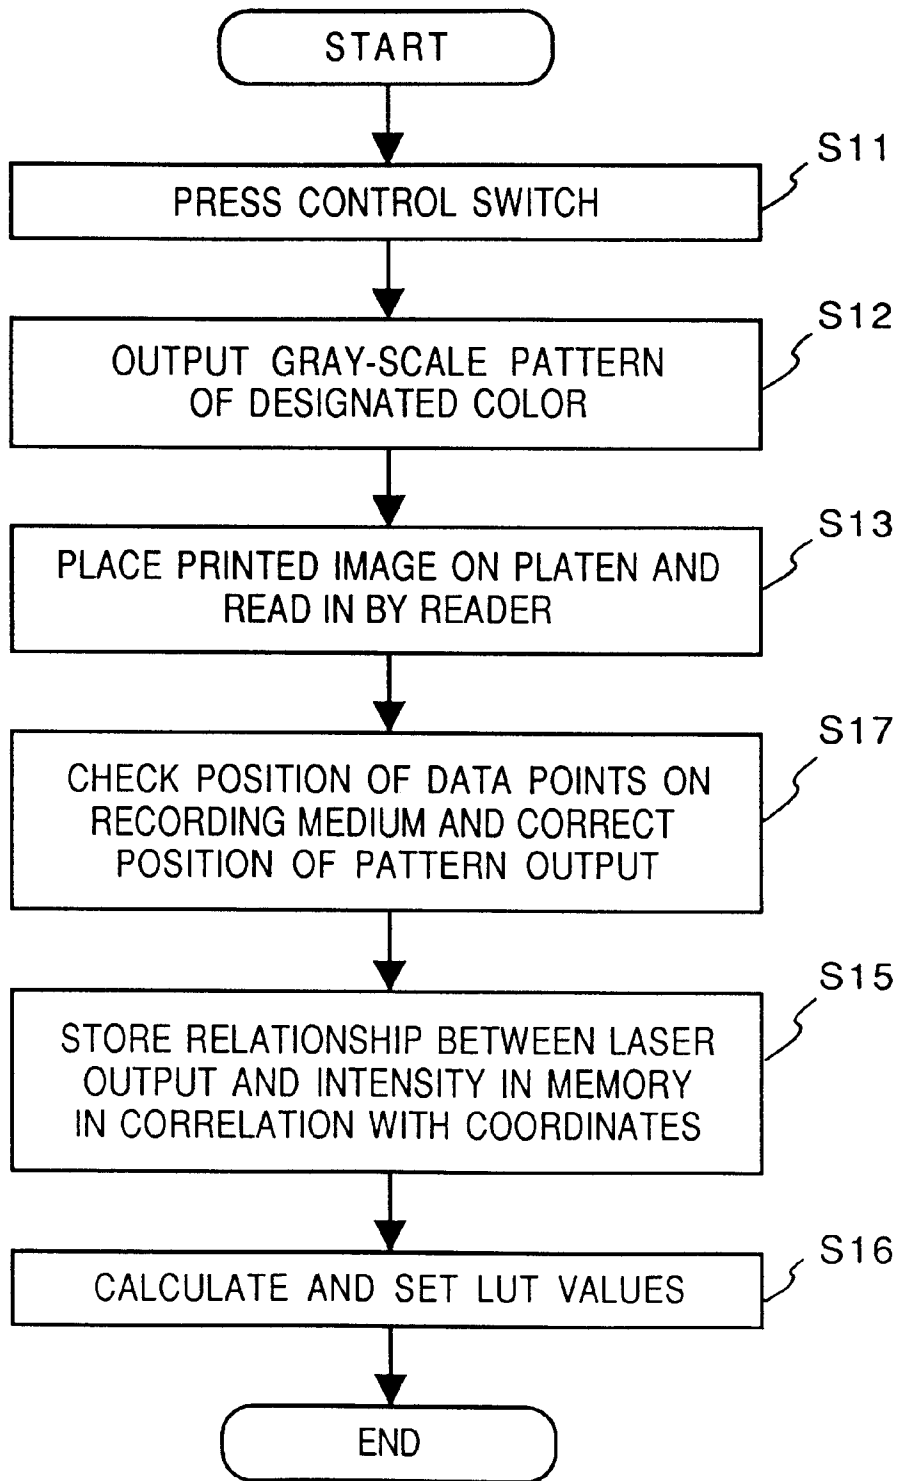 START
S11
PRESS CONTROL SWITCH
S12
OUTPUT GRAY-SCALE PATTERN
OF DESIGNATED COLOR
S13
PLACE PRINTED IMAGE ON PLATEN AND
READ IN BY READER
S17
CHECK POSITION OF DATA POINTS ON
RECORDING MEDIUM AND CORRECT
POSITION OF PATTERN OUTPUT
S15
STORE RELATIONSHIP BETWEEN LASER
OUTPUT AND INTENSITY IN MEMORY
IN CORRELATION WITH COORDINATES
S16
CALCULATE AND SET LUT VALUES
END